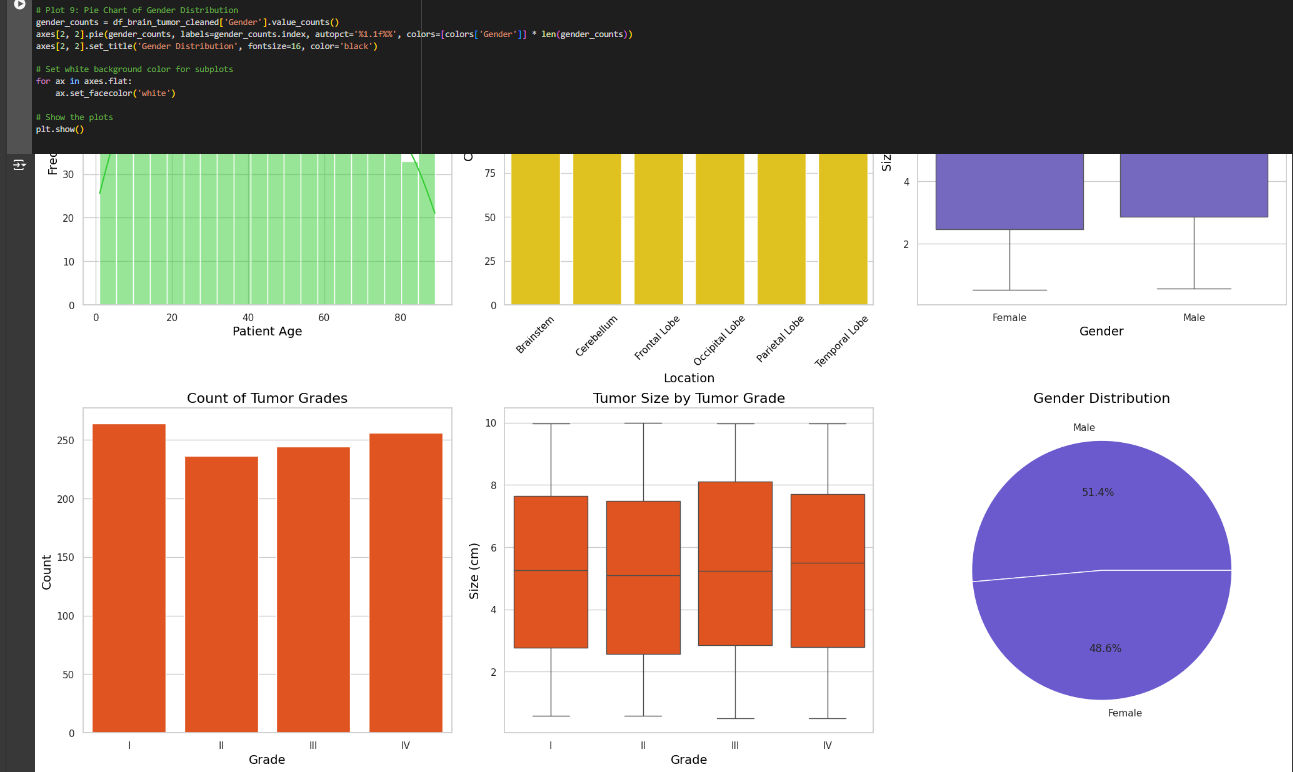 # Plot 9: Pie Chart of Gender Distribution
gender_counts = df_brain_tumor_cleaned['Gender'].value_counts()
axes[2, 2].pie(gender_counts, labels=gender_counts.index, autopct='%1.1f%%', colors=[colors['Gender']] * len(gender_counts))
axes[2, 2].set_title('Gender Distribution', fontsize=16, color='black')
# Set white background color for subplots
for ax in axes.flat:
    ax.set_facecolor('white')
# Show the plots
plt.show()
30
20
10
0
0 20 40 60 80
Patient Age
75
50
25
0
Brainstem
Cerebellum
Frontal Lobe
Occipital Lobe
Parietal Lobe
Temporal Lobe
Location
4
2
Female Male
Gender
Count of Tumor Grades
Count
250
200
150
100
50
0
I II III IV
Grade
Tumor Size by Tumor Grade
Size (cm)
10
8
6
4
2
I II III IV
Grade
Gender Distribution
Male
51.4%
48.6%
Female